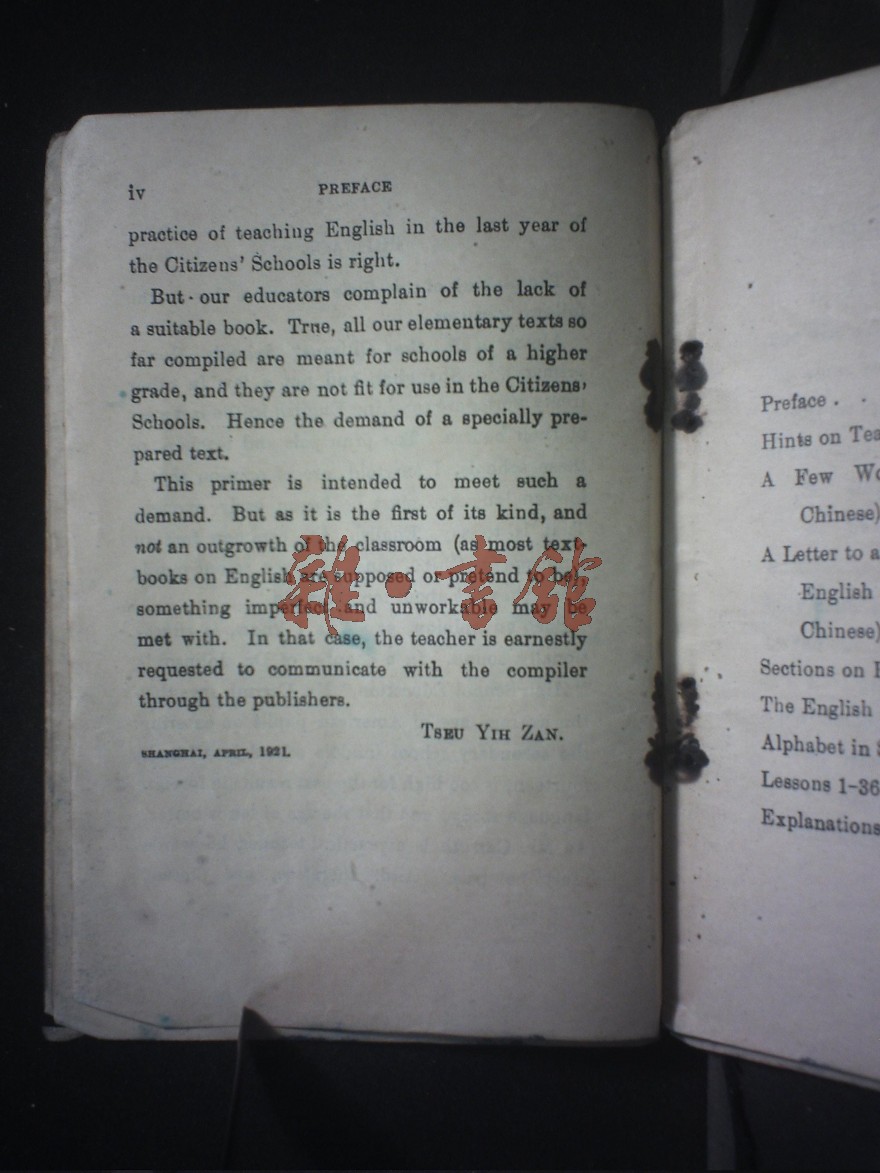 iv PREFACE
practice of teaching English in the last year of
the Citizens' Schools is right.
But our educators complain of the lack of
a suitable book. True, all our elementary texts so
far compiled are meant for schools of a higher
grade, and they are not fit for use in the Citizens'
Schools. Hence the demand of a specially pre-
pared text.
This primer is intended to meet such a
demand. But as it is the first of its kind, and
not an outgrowth of the classroom (as most text-
books on English are supposed or pretend to be),
something imperfect and unworkable may be
met with. In that case, the teacher is earnestly
requested to communicate with the compiler
through the publishers.
TSEU YIH ZAN.
SHANGHAI, APRIL, 1921.
雜·書館
Preface . .
Hints on Tea
A Few Wo
Chinese)
A Letter to a
English
Chinese)
Sections on
The English
Alphabet in
Lessons 1-36
Explanations